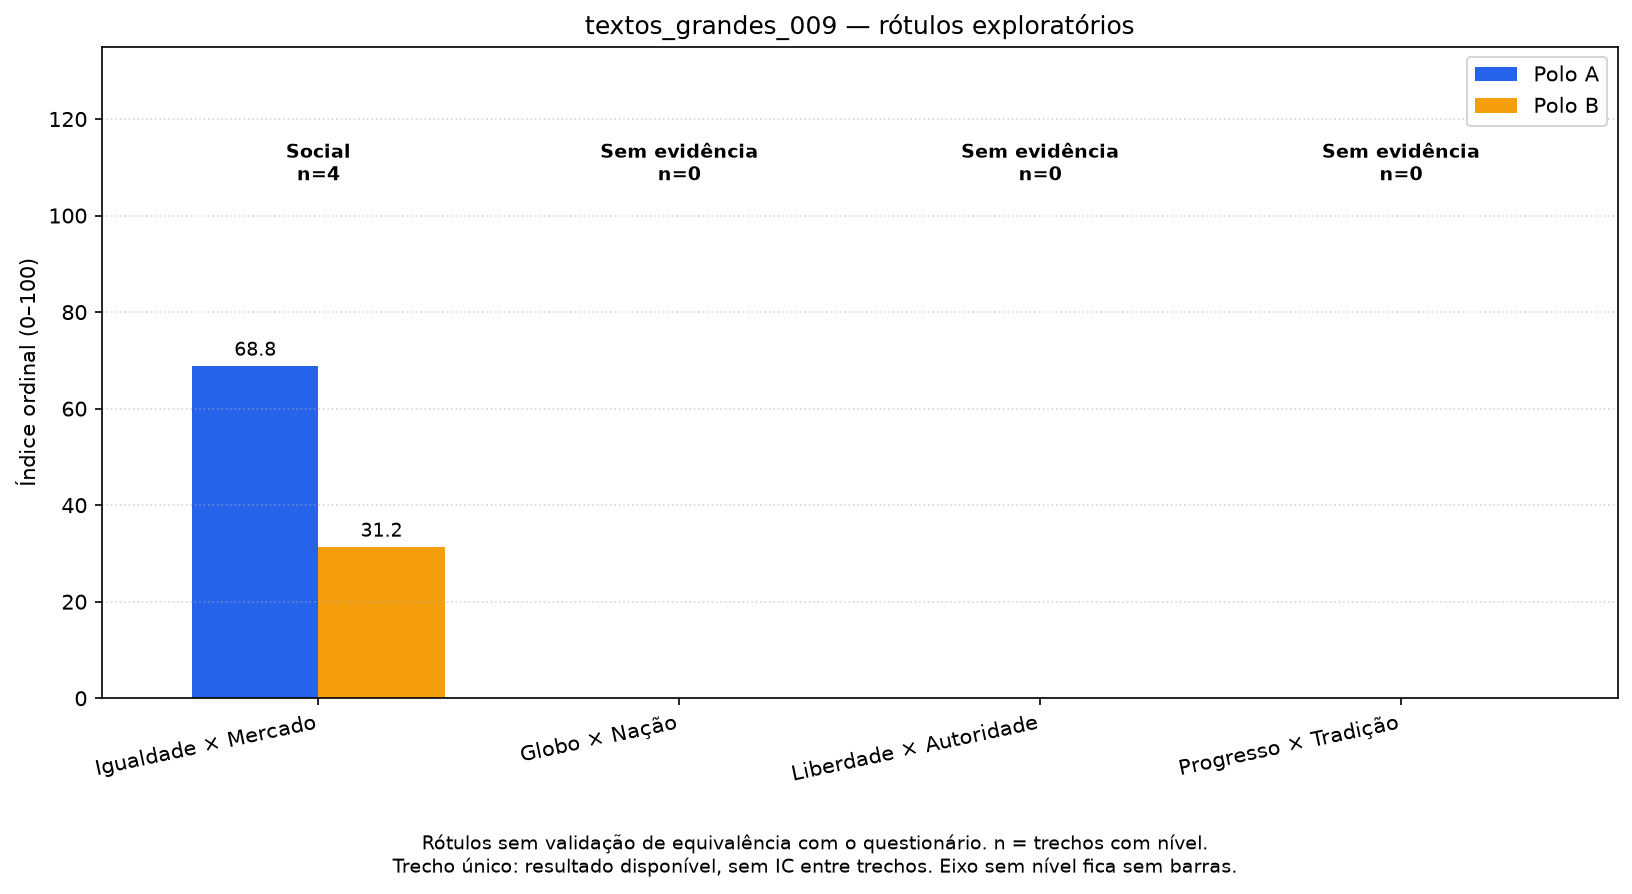 textos_grandes_009 — rótulos exploratórios
Polo A
Polo B
Índice ordinal (0–100)
120
100
80
60
40
20
0
Social
n=4
Sem evidência
n=0
Sem evidência
n=0
Sem evidência
n=0
68.8
31.2
Igualdade × Mercado
Globo × Nação
Liberdade × Autoridade
Progresso × Tradição
Rótulos sem validação de equivalência com o questionário. n = trechos com nível.
Trecho único: resultado disponível, sem IC entre trechos. Eixo sem nível fica sem barras.